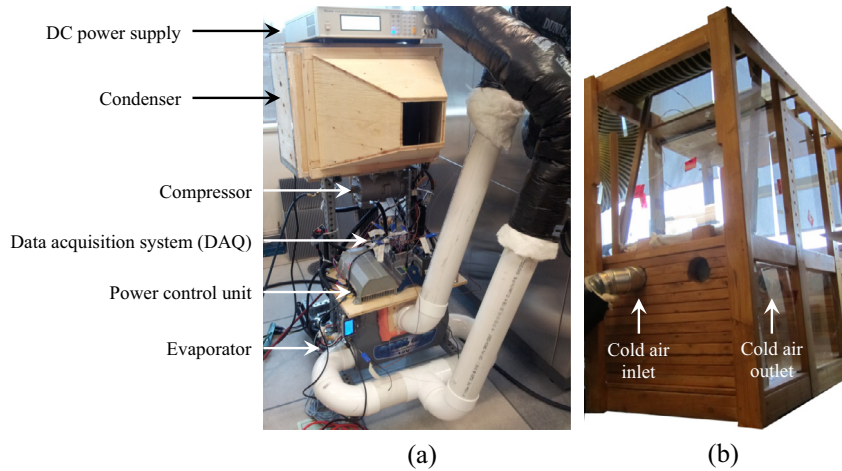 DC power supply
Condenser
Compressor
Data acquisition system (DAQ)
Power control unit
Evaporator
Cold air
inlet
Cold air
outlet
(a)
(b)